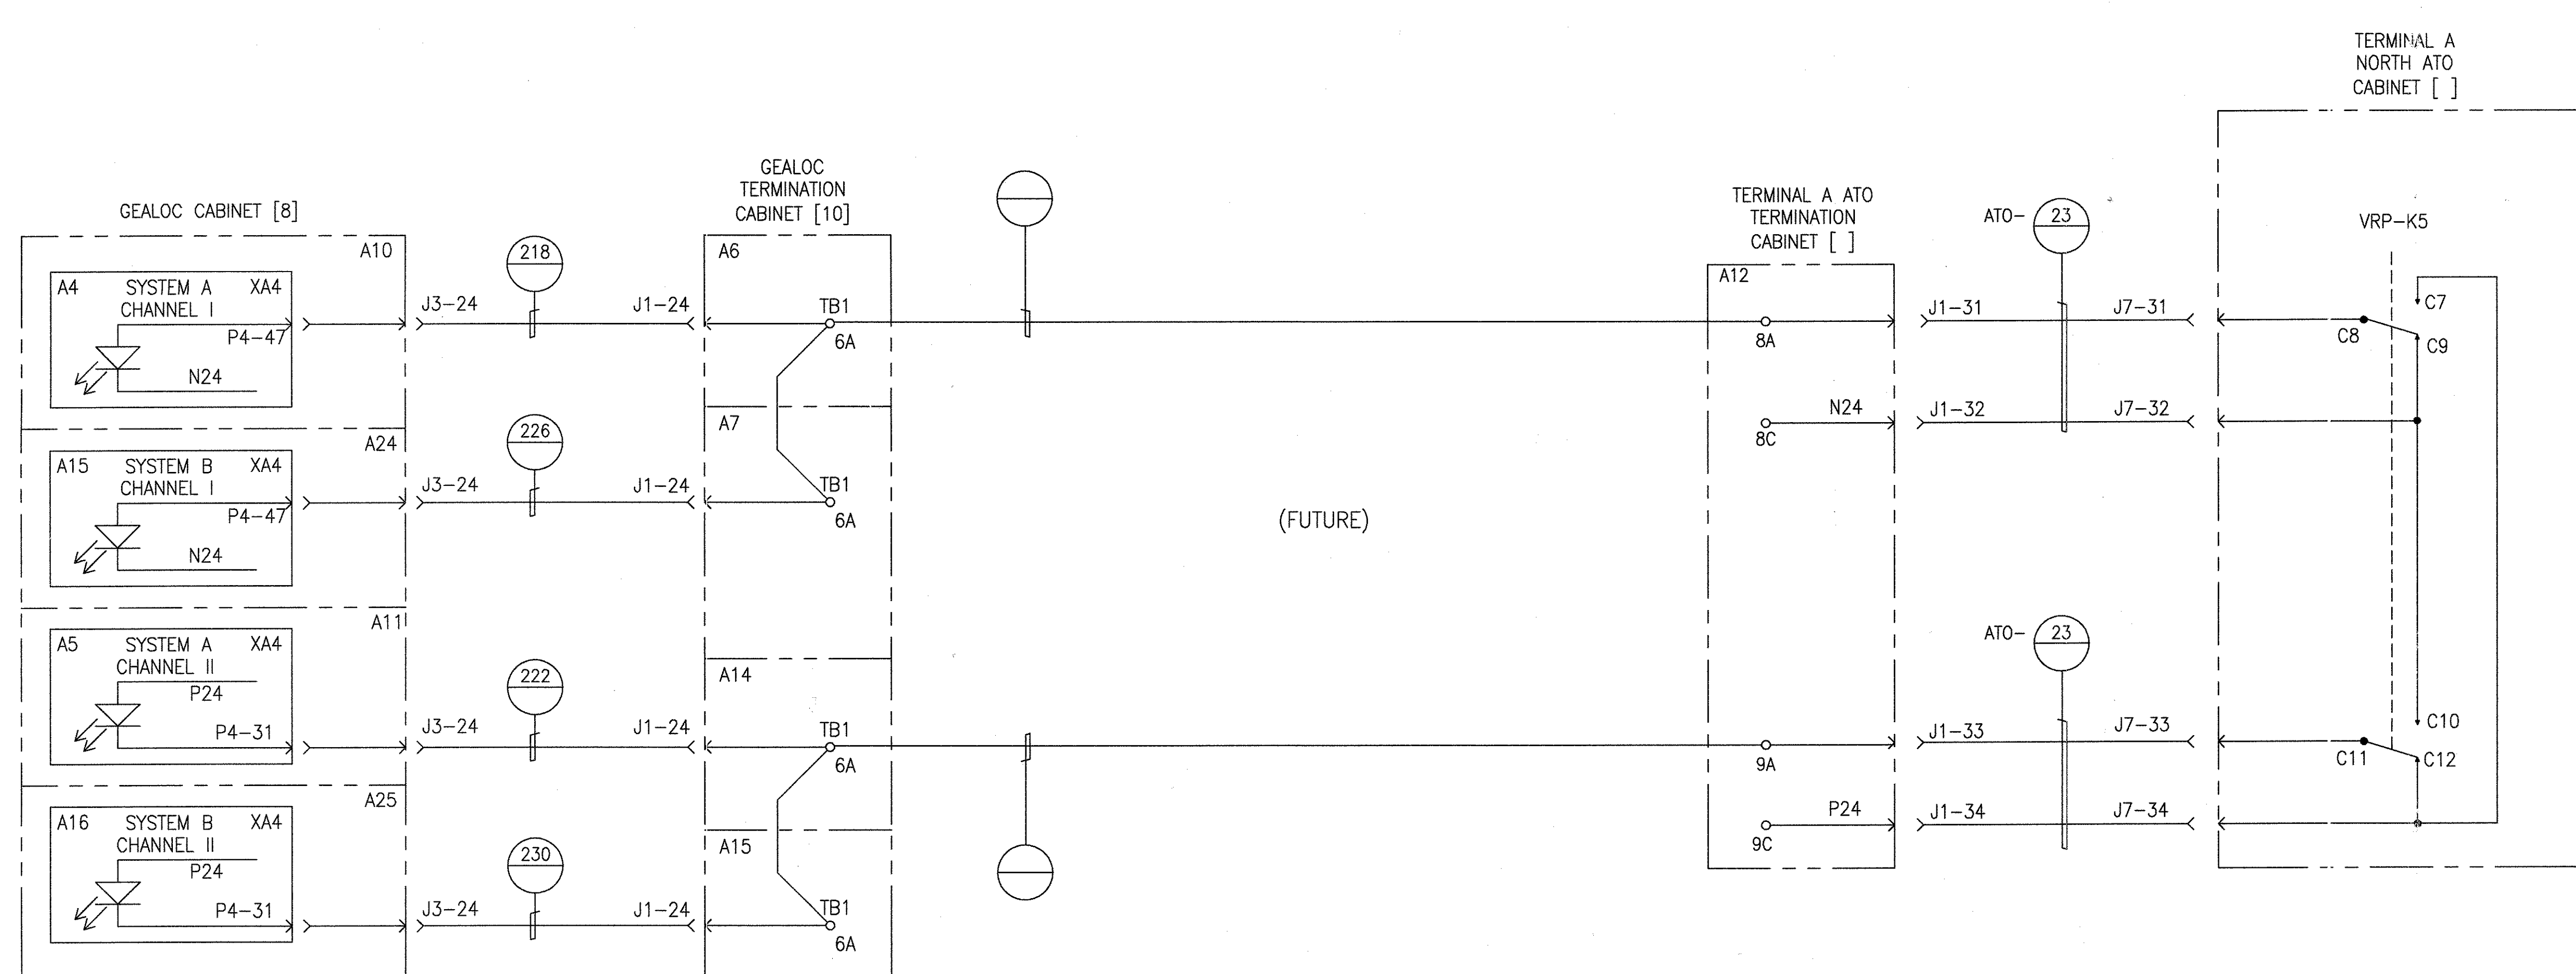 TERMINAL A
NORTH ATO
CABINET [ ]
GEALOC
TERMINATION
CABINET [10]
GEALOC CABINET [8]
TERMINAL A ATO
TERMINATION
CABINET [ ]
ATO-
23
VRP-K5
A10
218
A6
A12
A4
SYSTEM A
CHANNEL I
XA4
P4-47
N24
J3-24
J1-24
TB1
6A
8A
J1-31
J7-31
C7
C8
C9
A24
226
A7
N24
8C
J1-32
J7-32
A15
SYSTEM B
CHANNEL I
XA4
P4-47
N24
J3-24
J1-24
TB1
6A
(FUTURE)
A11
A5
SYSTEM A
CHANNEL II
XA4
P24
P4-31
222
J3-24
J1-24
A14
TB1
6A
9A
ATO-
23
J1-33
J7-33
C10
C11
C12
A25
A16
SYSTEM B
CHANNEL II
XA4
P24
P4-31
230
J3-24
J1-24
A15
TB1
6A
P24
9C
J1-34
J7-34